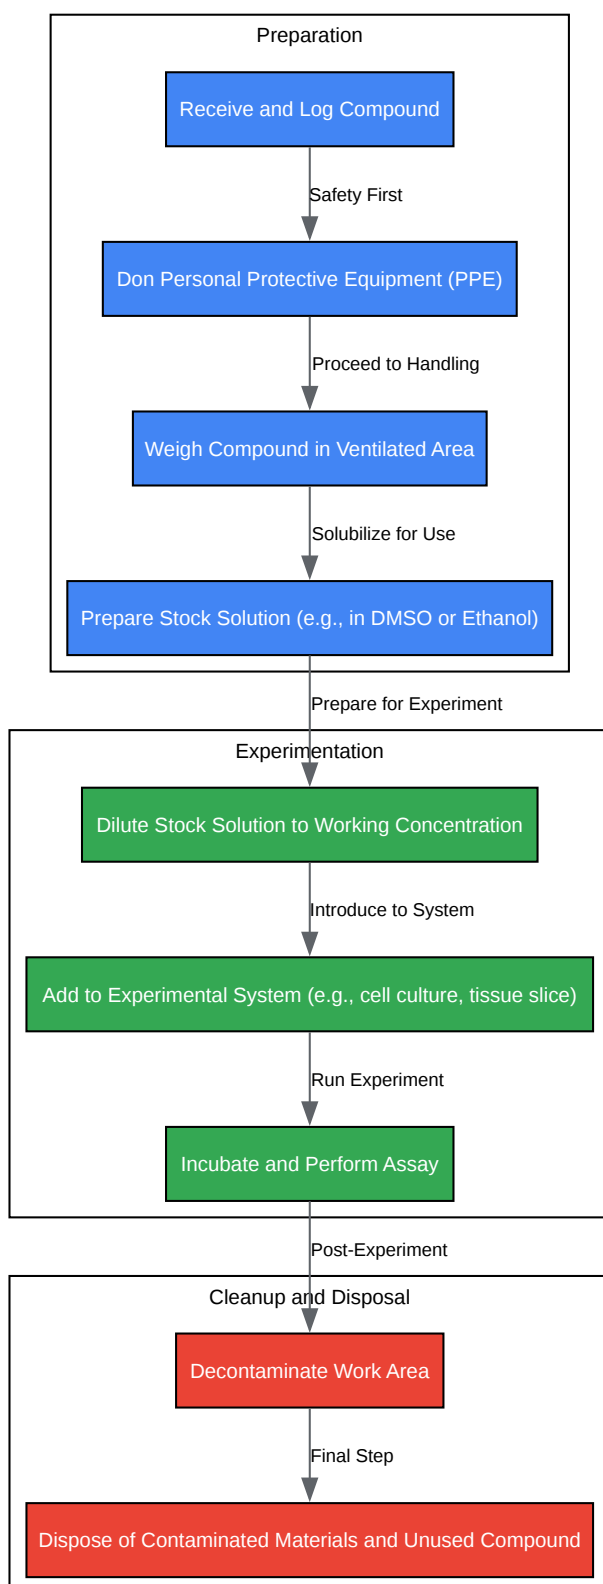 Preparation
Receive and Log Compound
Safety First
Don Personal Protective Equipment (PPE)
Proceed to Handling
Weigh Compound in Ventilated Area
Solubilize for Use
Prepare Stock Solution (e.g., in DMSO or Ethanol)
Prepare for Experiment
Experimentation
Dilute Stock Solution to Working Concentration
Introduce to System
Add to Experimental System (e.g., cell culture, tissue slice)
Run Experiment
Incubate and Perform Assay
Post-Experiment
Cleanup and Disposal
Decontaminate Work Area
Final Step
Dispose of Contaminated Materials and Unused Compound